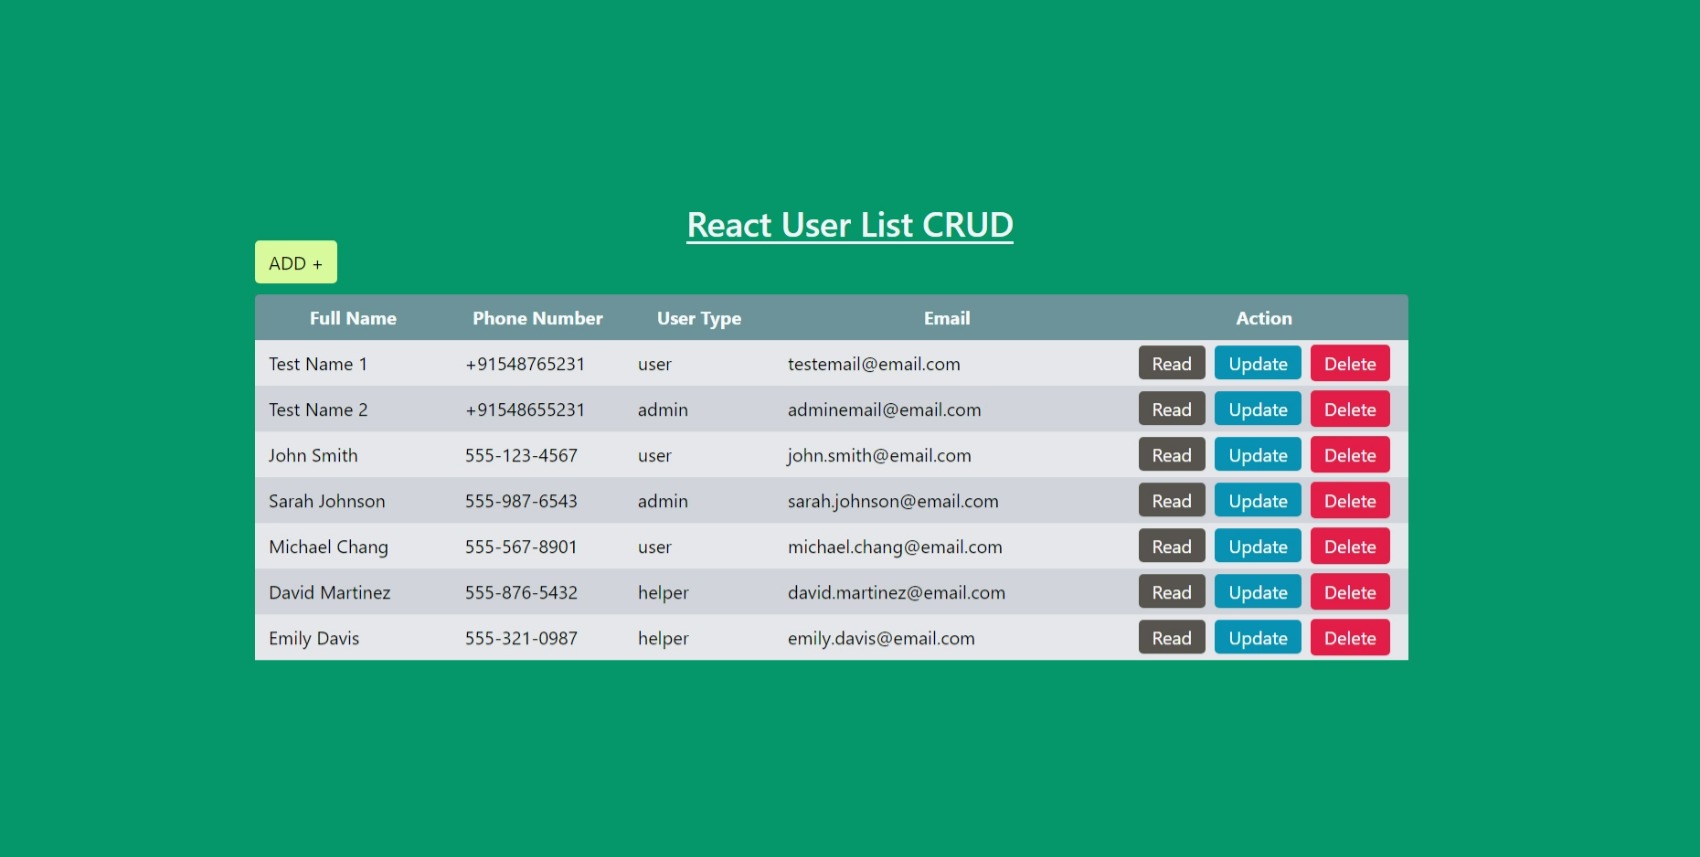 React User List CRUD
ADD +
Full Name Phone Number User Type Email Action
Test Name 1 +91548765231 user testemail@email.com Read Update Delete
Test Name 2 +91548655231 admin adminemail@email.com Read Update Delete
John Smith 555-123-4567 user john.smith@email.com Read Update Delete
Sarah Johnson 555-987-6543 admin sarah.johnson@email.com Read Update Delete
Michael Chang 555-567-8901 user michael.chang@email.com Read Update Delete
David Martinez 555-876-5432 helper david.martinez@email.com Read Update Delete
Emily Davis 555-321-0987 helper emily.davis@email.com Read Update Delete